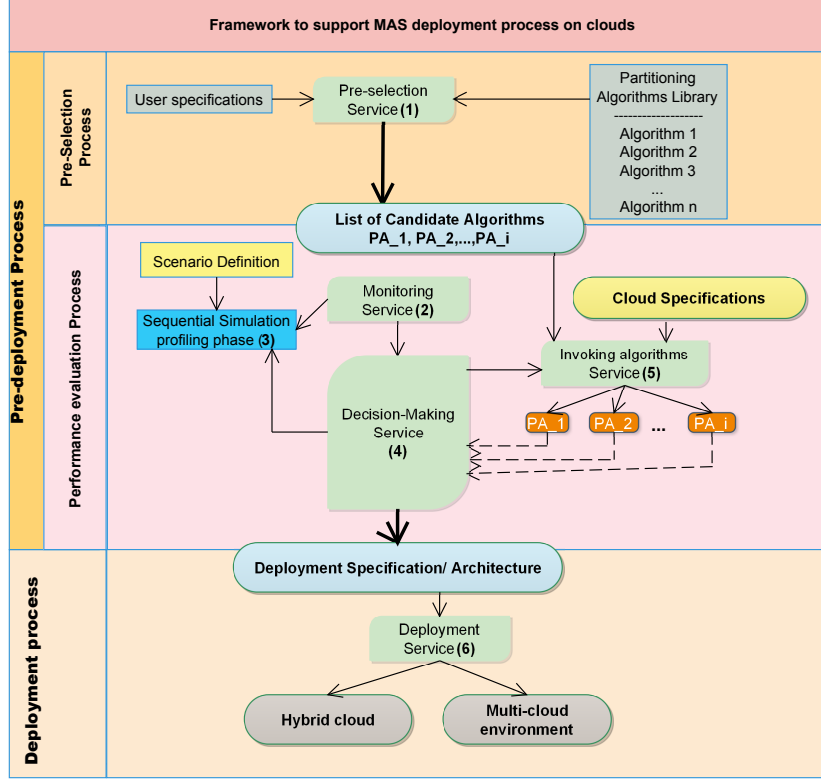 Framework to support MAS deployment process on clouds
Pre-deployment Process
Pre-Selection
Process
User specifications
Pre-selection
Service (1)
Partitioning
Algorithms Library
-------------------
Algorithm 1
Algorithm 2
Algorithm 3
...
Algorithm n
List of Candidate Algorithms
PA_1, PA_2,...,PA_i
Performance evaluation Process
Scenario Definition
Sequential Simulation
profiling phase (3)
Monitoring
Service (2)
Cloud Specifications
Invoking algorithms
Service (5)
Decision-Making
Service
(4)
PA_1
PA_2
...
PA_i
Deployment process
Deployment Specification/ Architecture
Deployment
Service (6)
Hybrid cloud
Multi-cloud
environment